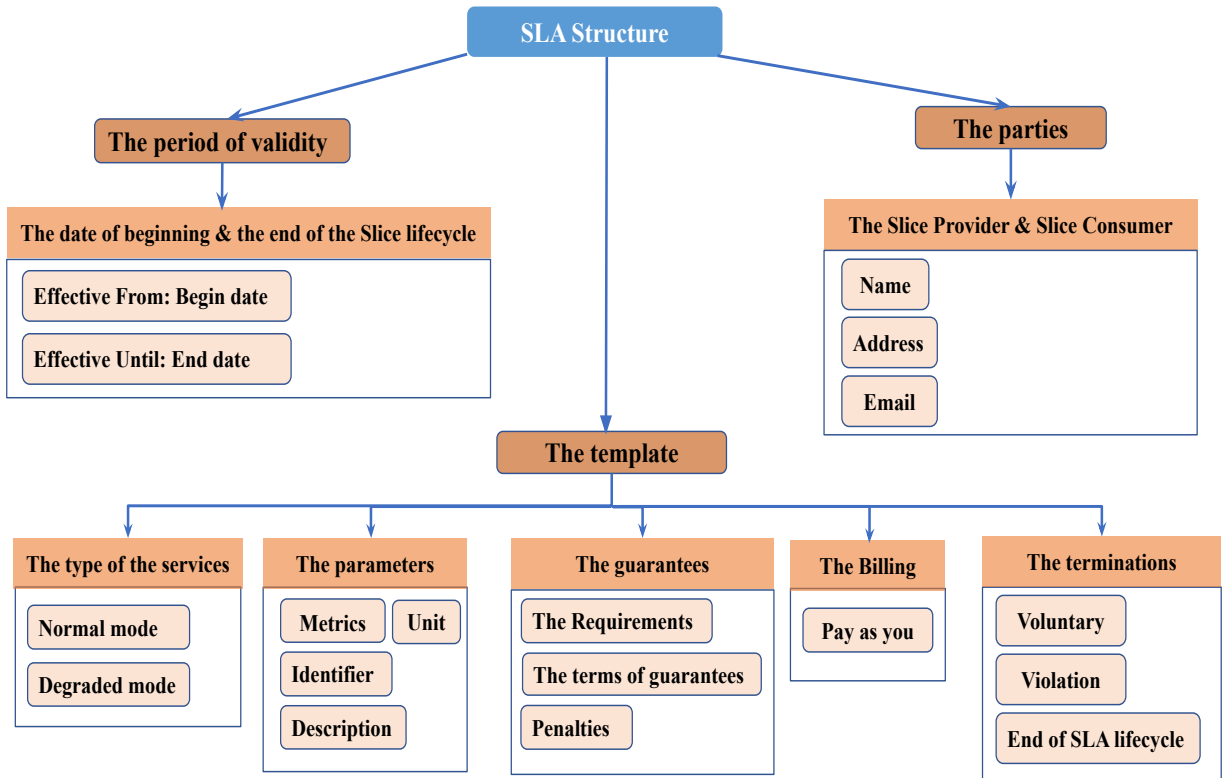 SLA Structure
The period of validity
The parties
The date of beginning & the end of the Slice lifecycle
Effective From: Begin date
Effective Until: End date
The Slice Provider & Slice Consumer
Name
Address
Email
The template
The type of the services
Normal mode
Degraded mode
The parameters
Metrics
Unit
Identifier
Description
The guarantees
The Requirements
The terms of guarantees
Penalties
The Billing
Pay as you
The terminations
Voluntary
Violation
End of SLA lifecycle